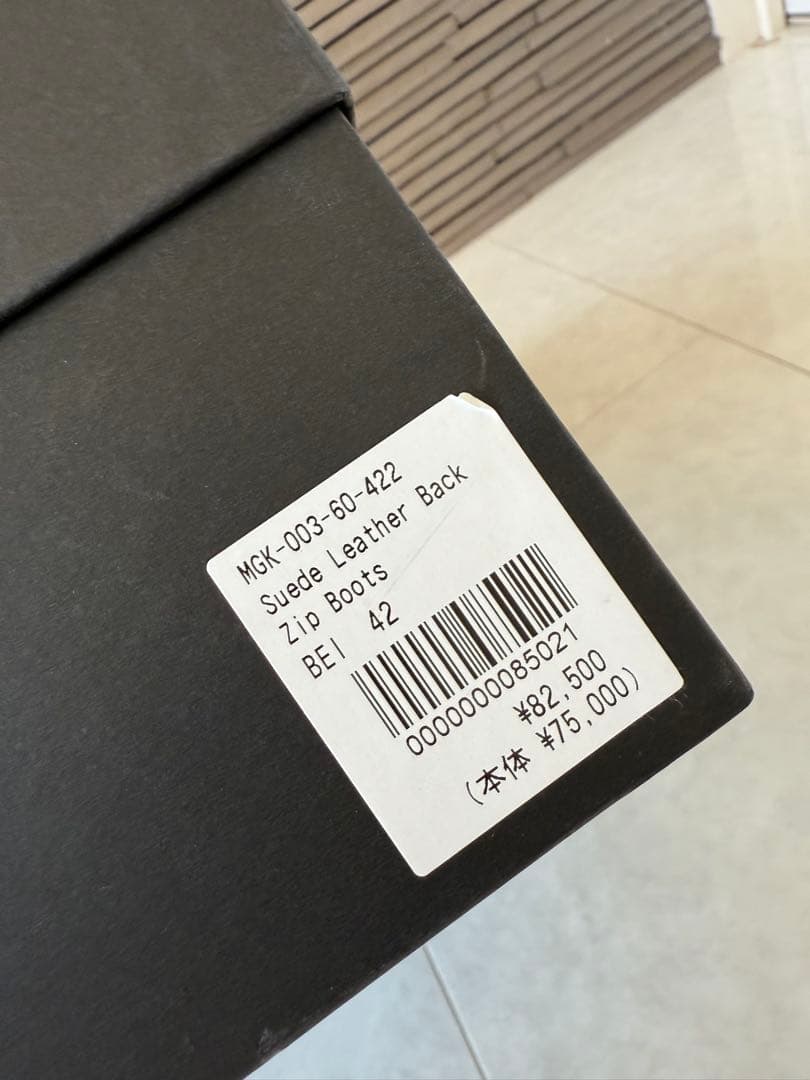 MGK-003-60-422
Suede Leather Back
Zip Boots
BEI 42
0000000085021
¥82,500
(本体 ¥75,000)